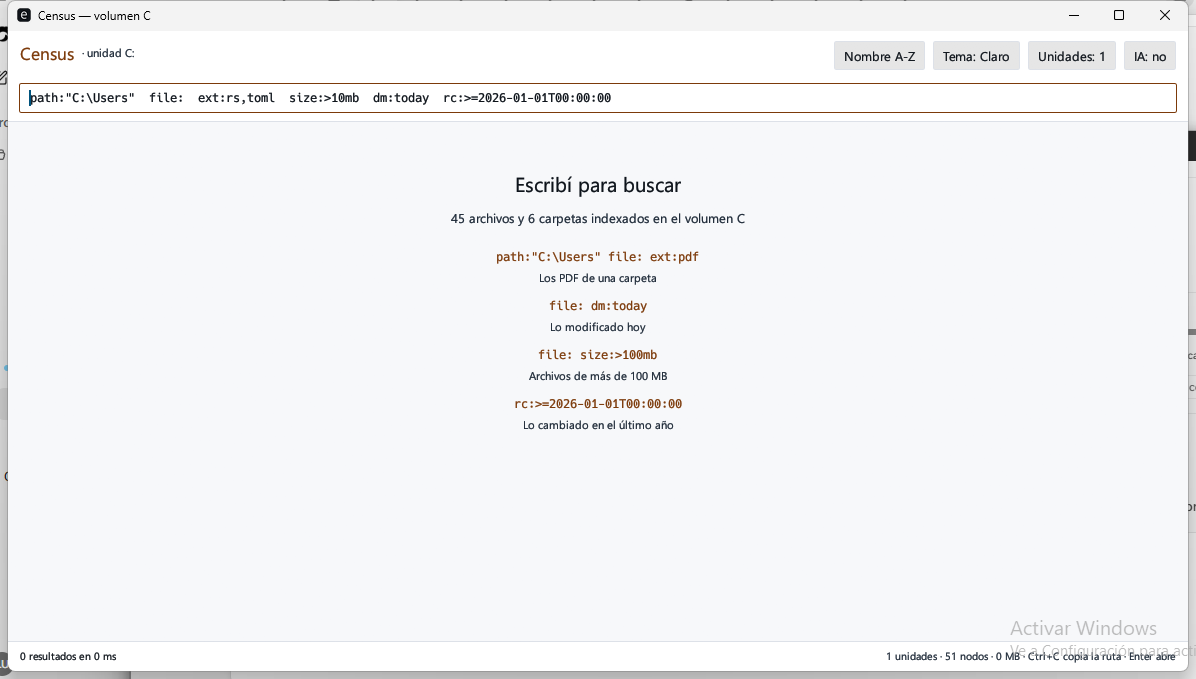 Census — volumen C
Census · unidad C:
Nombre A-Z
Tema: Claro
Unidades: 1
IA: no
path:"C:\Users"  file:  ext:rs,toml  size:>10mb  dm:today  rc:>=2026-01-01T00:00:00
Escribí para buscar
45 archivos y 6 carpetas indexados en el volumen C
path:"C:\Users" file: ext:pdf
Los PDF de una carpeta
file: dm:today
Lo modificado hoy
file: size:>100mb
Archivos de más de 100 MB
rc:>=2026-01-01T00:00:00
Lo cambiado en el último año
Activar Windows
Ve a Configuración para acti
0 resultados en 0 ms
1 unidades · 51 nodos · 0 MB · Ctrl+C copia la ruta · Enter abre